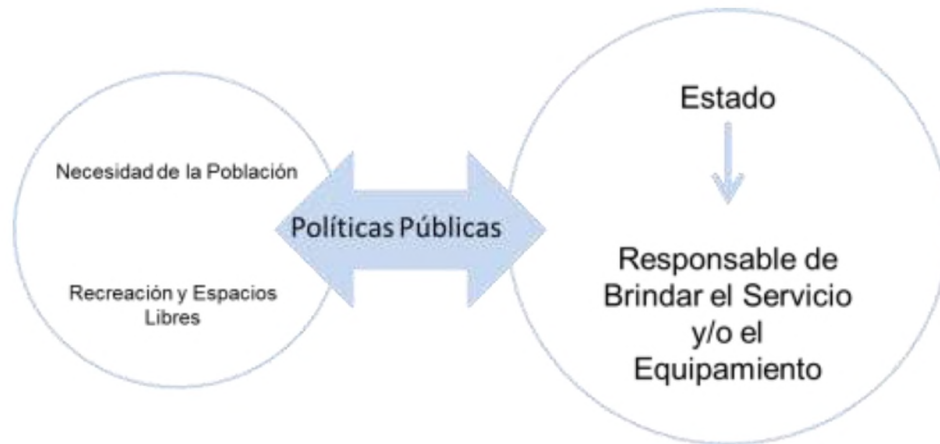 Necesidad de la Población
Recreación y Espacios
Libres
Políticas Públicas
Estado
Responsable de
Brindar el Servicio
y/o el
Equipamiento